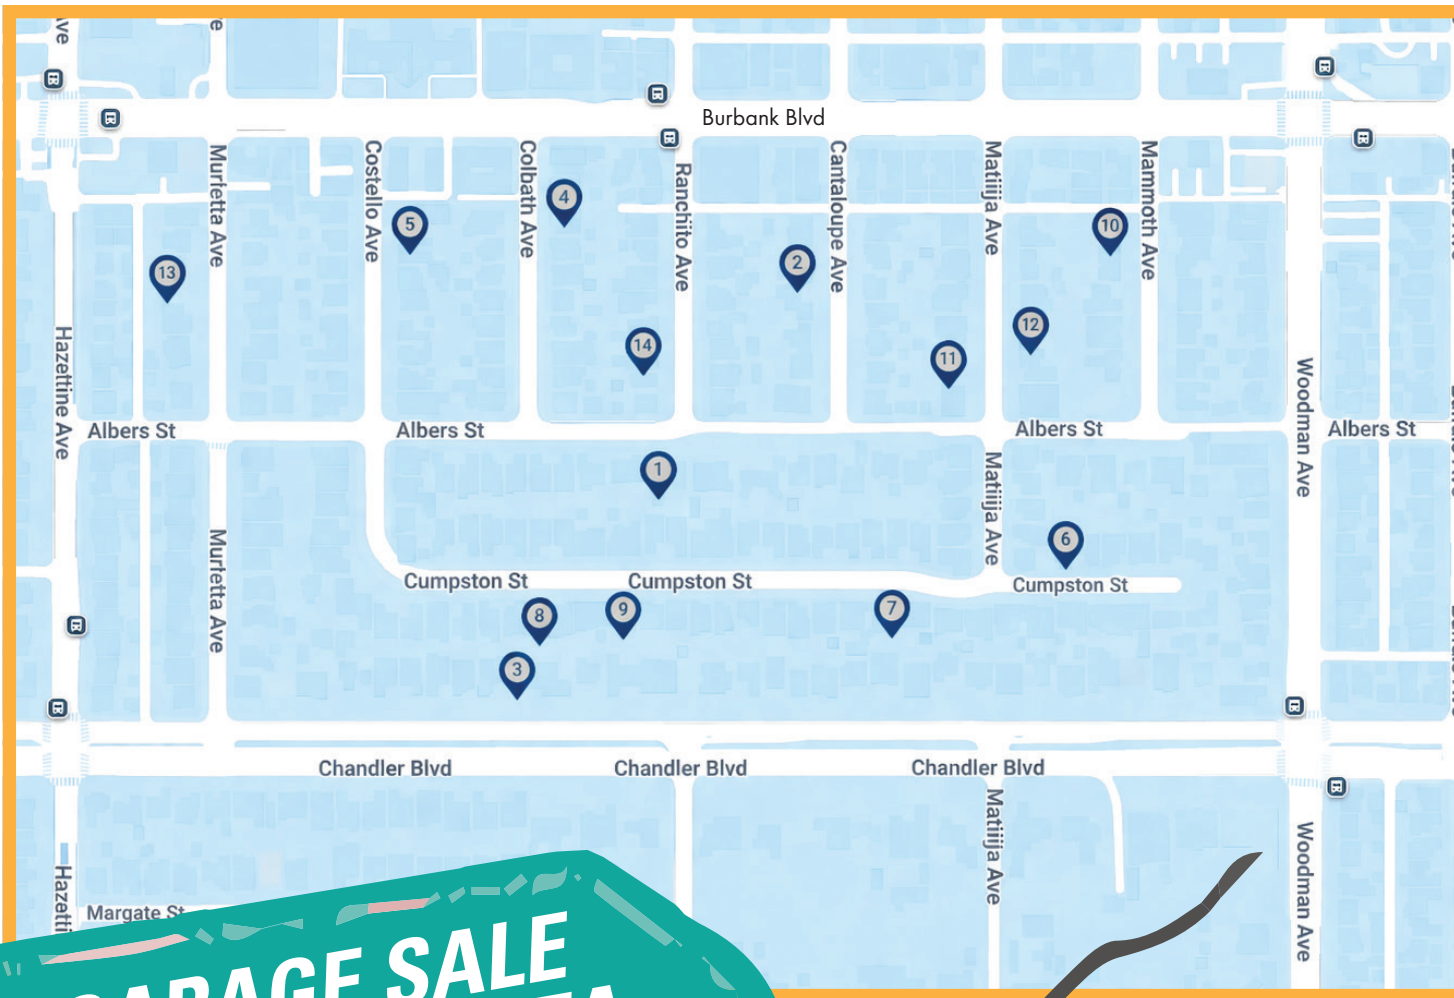 Ave
e
Burbank Blvd
Murietta Ave
Costello Ave
Colbath Ave
Ranchito Ave
Cantaloupe Ave
Matilija Ave
Mammoth Ave
4
5
10
2
13
12
14
11
Hazeltine Ave
Woodman Ave
Albers St
Albers St
Albers St
Albers St
1
Matilija Ave
6
Murietta Ave
Cumpston St
Cumpston St
Cumpston St
8
9
7
3
Chandler Blvd
Chandler Blvd
Chandler Blvd
Matilija Ave
Woodman Ave
Hazelti
Margate St
GARAGE SALE